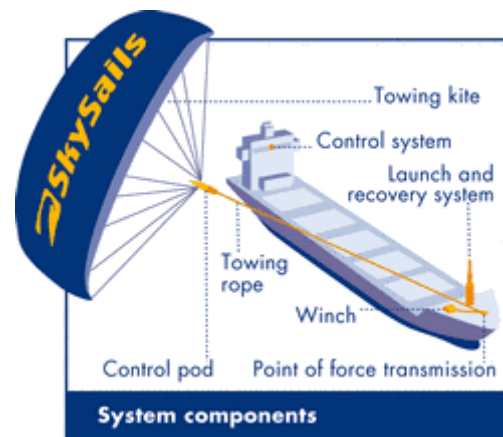 SkySails
Towing kite
Control system
Launch and
recovery system
Towing
rope
Winch
Control pod
Point of force transmission
System components